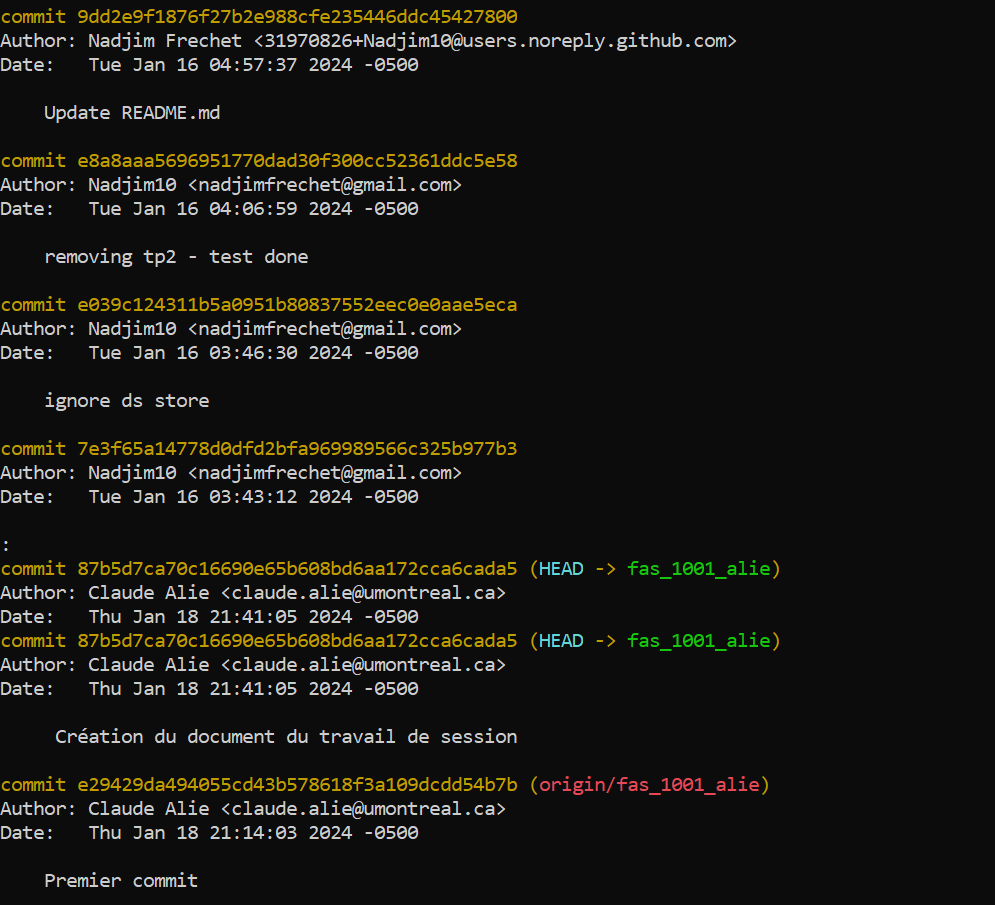 commit 9dd2e9f1876f27b2e988cfe235446ddc45427800
Author: Nadjim Frechet <31970826+Nadjim10@users.noreply.github.com>
Date:   Tue Jan 16 04:57:37 2024 -0500
    Update README.md
commit e8a8aaa5696951770dad30f300cc52361ddc5e58
Author: Nadjim10 <nadjimfrechet@gmail.com>
Date:   Tue Jan 16 04:06:59 2024 -0500
    removing tp2 - test done
commit e039c124311b5a0951b80837552eec0e0aae5eca
Author: Nadjim10 <nadjimfrechet@gmail.com>
Date:   Tue Jan 16 03:46:30 2024 -0500
    ignore ds store
commit 7e3f65a14778d0dfd2bfa969989566c325b977b3
Author: Nadjim10 <nadjimfrechet@gmail.com>
Date:   Tue Jan 16 03:43:12 2024 -0500
:
commit 87b5d7ca70c16690e65b608bd6aa172cca6cada5 (HEAD -> fas_1001_alie)
Author: Claude Alie <claude.alie@umontreal.ca>
Date:   Thu Jan 18 21:41:05 2024 -0500
commit 87b5d7ca70c16690e65b608bd6aa172cca6cada5 (HEAD -> fas_1001_alie)
Author: Claude Alie <claude.alie@umontreal.ca>
Date:   Thu Jan 18 21:41:05 2024 -0500
     Création du document du travail de session
commit e29429da494055cd43b578618f3a109dcdd54b7b (origin/fas_1001_alie)
Author: Claude Alie <claude.alie@umontreal.ca>
Date:   Thu Jan 18 21:14:03 2024 -0500
    Premier commit